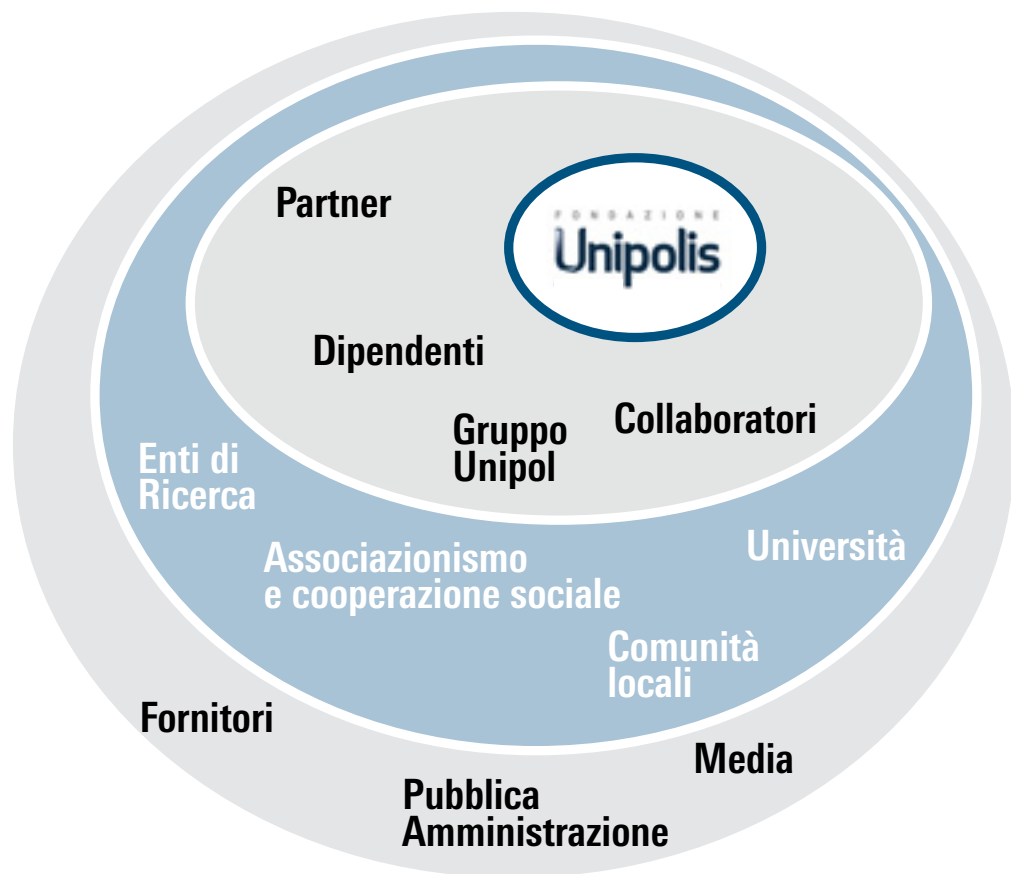 Partner
FONDAZIONE
Unipolis
Dipendenti
Collaboratori
Gruppo
Unipol
Enti di
Ricerca
Università
Associazionismo
e cooperazione sociale
Comunità
locali
Fornitori
Media
Pubblica
Amministrazione